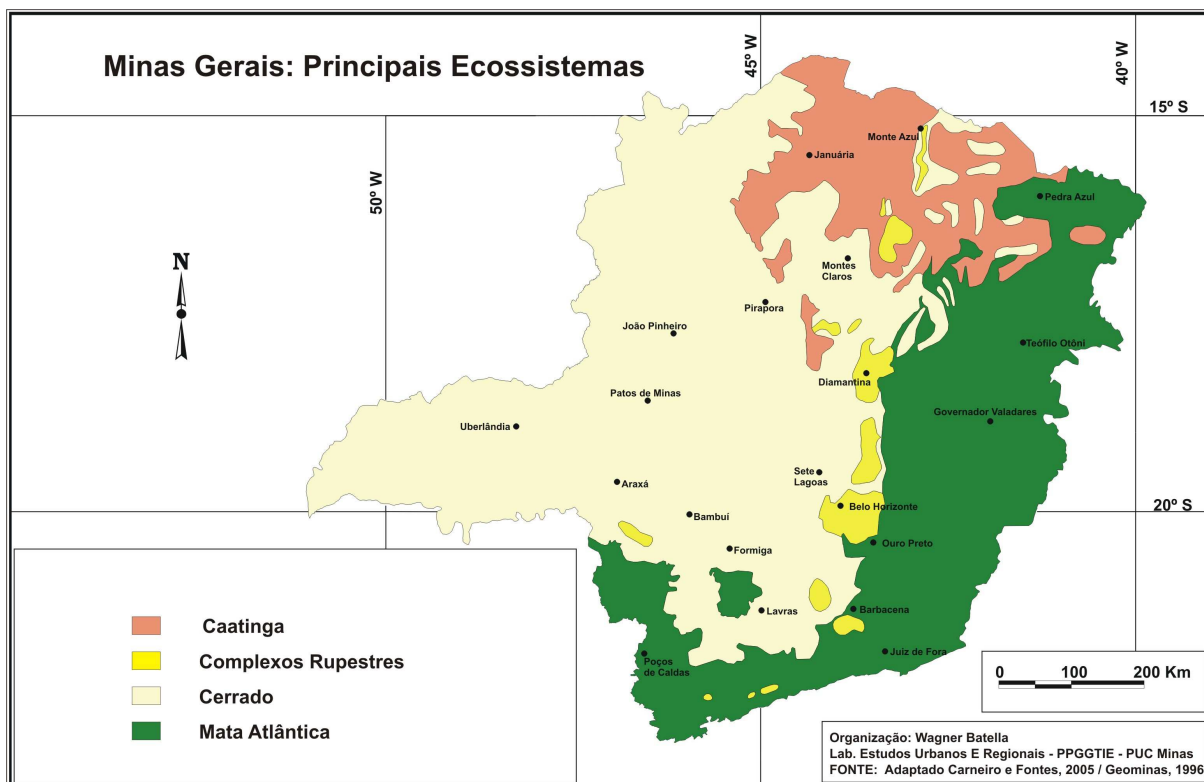 Minas Gerais: Principais Ecossistemas
45º W
40º W
15º S
50º W
N
Monte Azul
Januária
Pedra Azul
Montes
Claros
Pirapora
João Pinheiro
Teófilo Otôni
Diamantina
Patos de Minas
Governador Valadares
Uberlândia
Sete
Lagoas
Araxá
Belo Horizonte
20º S
Bambuí
Ouro Preto
Formiga
Lavras
Barbacena
Juiz de Fora
Poços
de Caldas
Caatinga
Complexos Rupestres
Cerrado
Mata Atlântica
0 100 200 Km
Organização: Wagner Batella
Lab. Estudos Urbanos E Regionais - PPGGTIE - PUC Minas
FONTE: Adaptado Carneiro e Fontes, 2005 / Geominas, 1996